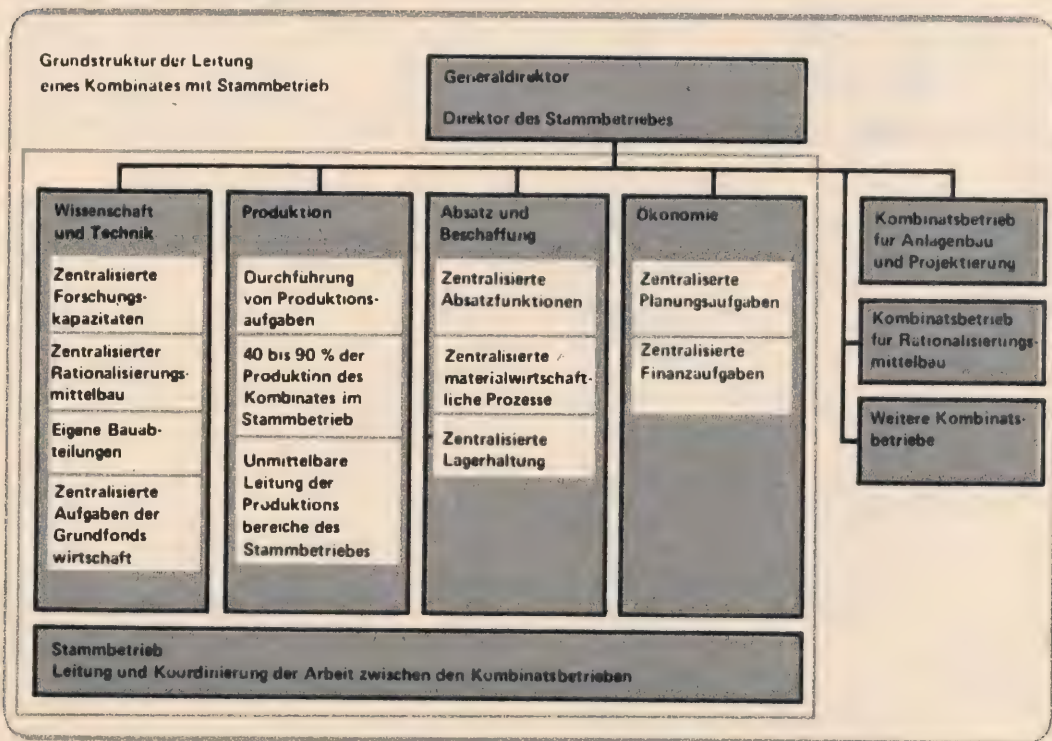 Grundstruktur der Leitung
eines Kombinates mit Stammbetrieb
Generaldirektor
Direktor des Stammbetriebes
Wissenschaft
und Technik
Zentralisierte
Forschungs-
kapazitaten
Zentralisierter
Rationalisierungs-
mittelbau
Eigene Bauab-
teilungen
Zentralisierte
Aufgaben der
Grundfonds
wirtschaft
Produktion
Durchführung
von Produktions-
aufgaben
40 bis 90 % der
Produktion des
Kombinates im
Stammbetrieb
Unmittelbare
Leitung der
Produktions
bereiche des
Stammbetriebes
Absatz und
Beschaffung
Zentralisierte
Absatzfunktionen
Zentralisierte
materialwirtschaft-
liche Prozesse
Zentralisierte
Lagerhaltung
Ökonomie
Zentraliserte
Planungsaufgaben
Zentralisierte
Finanzaufgaben
Kombinatsbetrieb
fur Anlagenbau
und Projektierung
Kombinatsbetrieb
fur Rationalisierungs-
mittelbau
Weitere Kombinats-
betriebe
Stammbetrieb
Leitung und Koordinierung der Arbeit zwischen den Kombinatsbetrieben